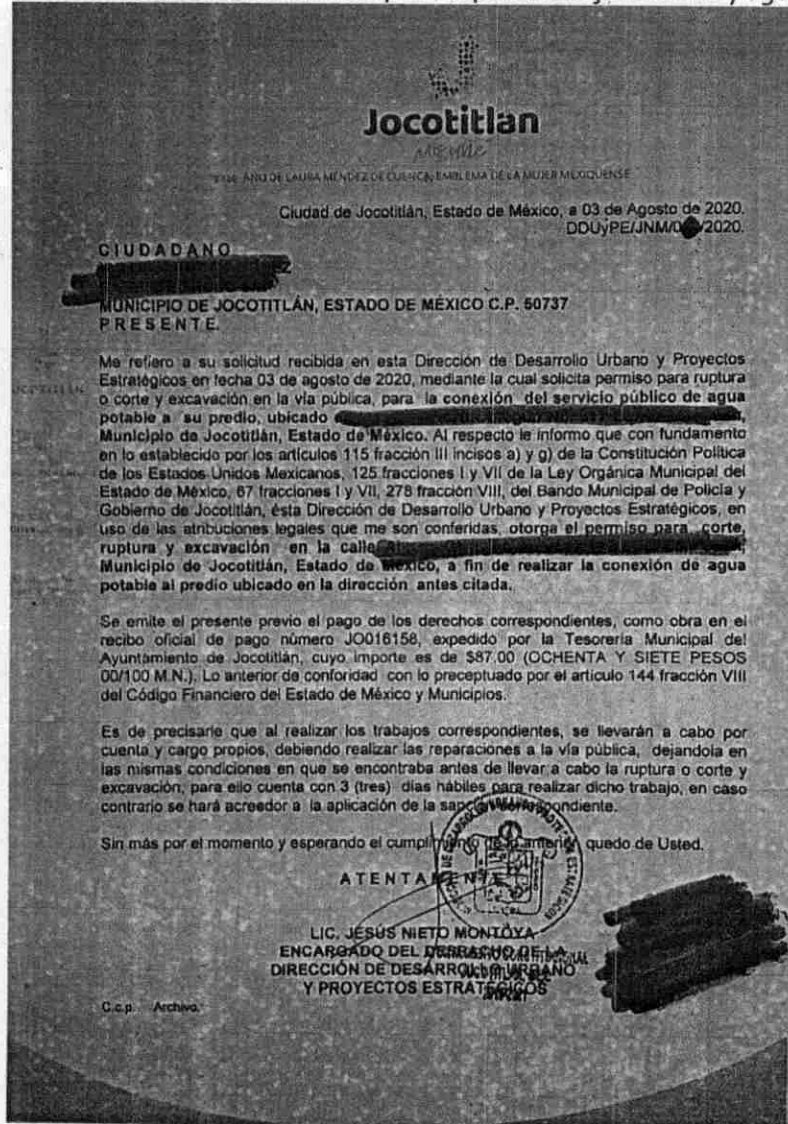 Jocotitlan
"2020. AÑO DE LAURA MÉNDEZ DE CUENCA; EMBLEMA DE LA MUJER MEXIQUENSE
Ciudad de Jocotitlán, Estado de México, a 03 de Agosto de 2020.
DDUyPE/JNM/0 /2020.
CIUDADANO
MUNICIPIO DE JOCOTITLÁN, ESTADO DE MÉXICO C.P. 50737
PRESENTE.
Me refiero a su solicitud recibida en esta Dirección de Desarrollo Urbano y Proyectos
Estratégicos en fecha 03 de agosto de 2020, mediante la cual solicita permiso para ruptura
o corte y excavación en la vía pública, para la conexión del servicio público de agua
potable a su predio, ubicado
Municipio de Jocotitlán, Estado de México. Al respecto le informo que con fundamento
en lo establecido por los artículos 115 fracción III incisos a) y g) de la Constitución Política
de los Estados Unidos Mexicanos, 125 fracciones I y VII de la Ley Orgánica Municipal del
Estado de México, 67 fracciones I y VII, 278 fracción VIII, del Bando Municipal de Policía y
Gobierno de Jocotitlán, ésta Dirección de Desarrollo Urbano y Proyectos Estratégicos, en
uso de las atribuciones legales que me son conferidas, otorga el permiso para corte,
ruptura y excavación en la calle
Municipio de Jocotitlán, Estado de México, a fin de realizar la conexión de agua
potable al predio ubicado en la dirección antes citada.
Se emite el presente previo el pago de los derechos correspondientes, como obra en el
recibo oficial de pago número JO016158, expedido por la Tesorería Municipal del
Ayuntamiento de Jocotitlán, cuyo importe es de $87.00 (OCHENTA Y SIETE PESOS
00/100 M.N.). Lo anterior de conforidad con lo preceptuado por el artículo 144 fracción VIII
del Código Financiero del Estado de México y Municipios.
Es de precisarle que al realizar los trabajos correspondientes, se llevarán a cabo por
cuenta y cargo propios, debiendo realizar las reparaciónes a la vía pública, dejandola en
las mismas condiciones en que se encontraba antes de llevar a cabo la ruptura o corte y
excavación, para ello cuenta con 3 (tres) días hábiles para realizar dicho trabajo, en caso
contrario se hará acreedor a la aplicación de la sanción correspondiente.
Sin más por el momento y esperando el cumplimiento de lo anterior, quedo de Usted.
ATENTAMENTE
LIC. JESÚS NIETO MONTOYA
ENCARGADO DEL DESPACHO DE LA
DIRECCIÓN DE DESARROLLO URBANO
Y PROYECTOS ESTRATÉGICOS
C.c.p. Archivo.